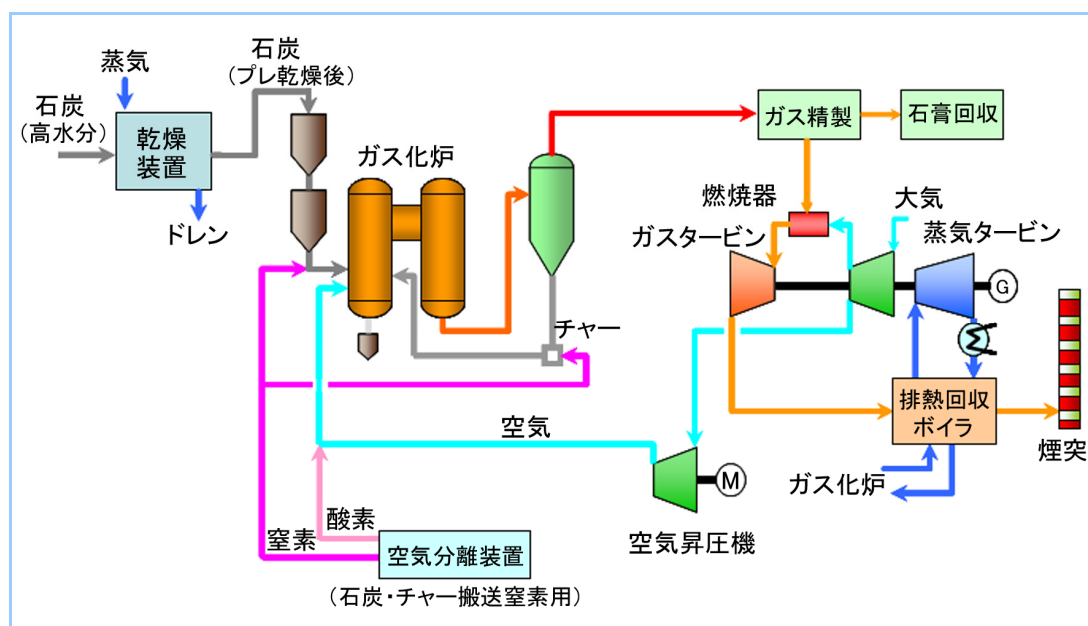 蒸気
石炭
(高水分)
乾燥
装置
ドレン
石炭
(プレ乾燥後)
ガス化炉
チャー
ガス精製
石膏回収
燃焼器
大気
ガスタービン
蒸気タービン
G
排熱回収
ボイラ
煙突
ガス化炉
空気
M
空気昇圧機
酸素
窒素
空気分離装置
(石炭・チャー搬送窒素用)